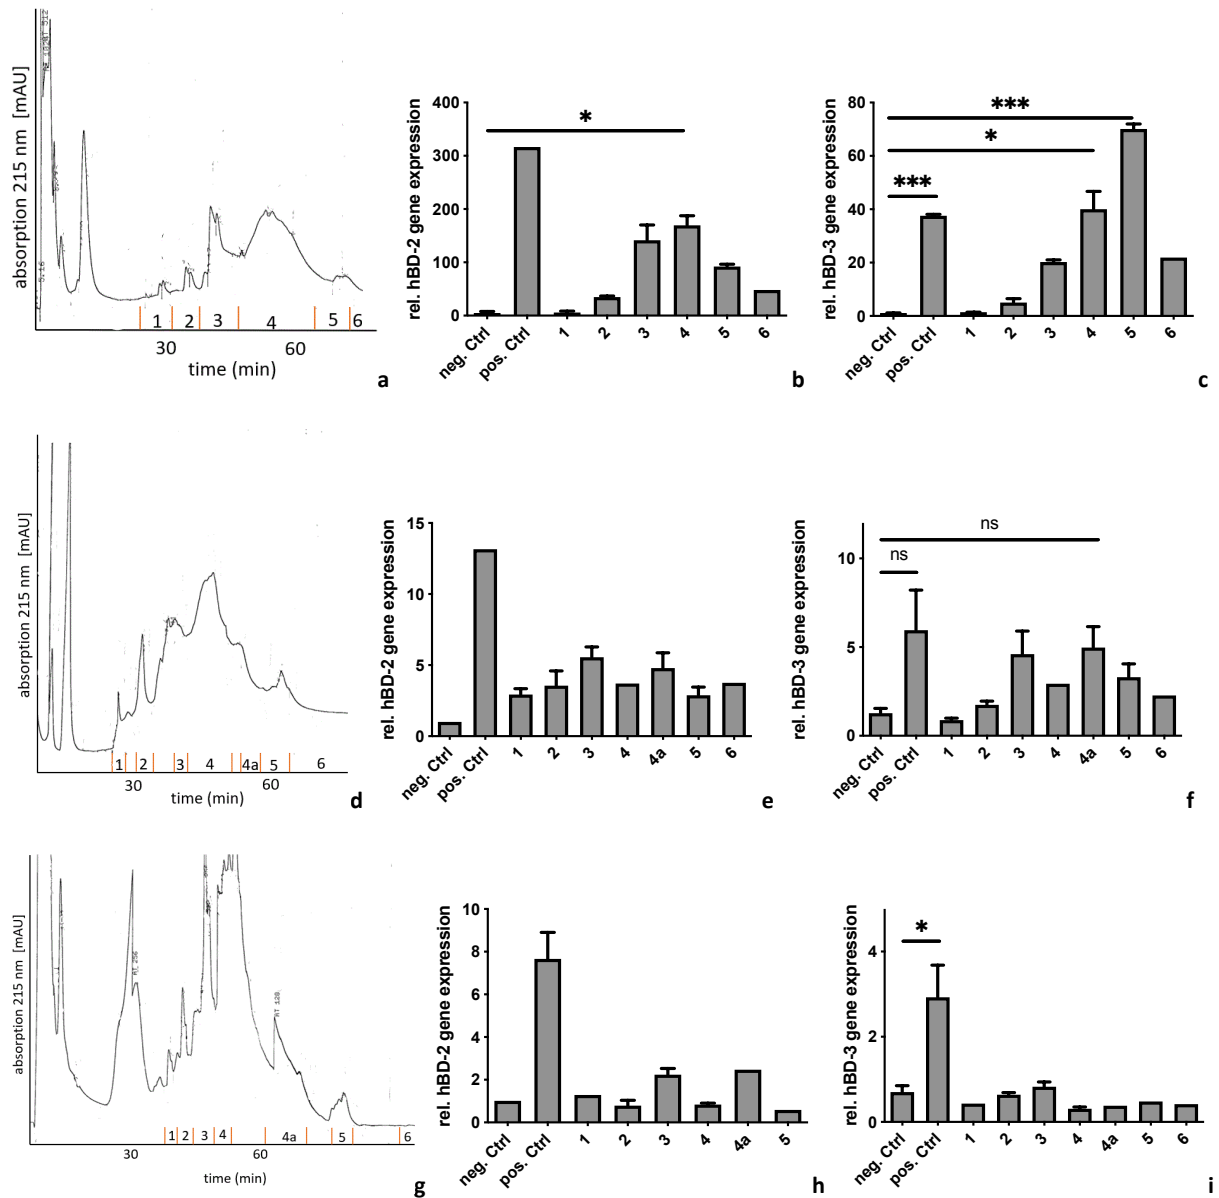 absorption 215 nm [mAU]
1 2 3 4 5 6
30 60
time (min)
a
rel. hBD-2 gene expression
400
300
200
100
0
*
neg. Ctrl pos. Ctrl 1 2 3 4 5 6
b
rel. hBD-3 gene expression
80
60
40
20
0
***
*
***
neg. Ctrl pos. Ctrl 1 2 3 4 5 6
c
absorption 215 nm [mAU]
1 2 3 4 4a 5 6
30 60
time (min)
d
rel. hBD-2 gene expression
15
10
5
0
neg. Ctrl pos. Ctrl 1 2 3 4 4a 5 6
e
rel. hBD-3 gene expression
10
5
0
ns
ns
neg. Ctrl pos. Ctrl 1 2 3 4 4a 5 6
f
absorption 215 nm [mAU]
AT 256
AT 128
1 2 3 4 4a 5 6
30 60
time (min)
g
rel. hBD-2 gene expression
10
8
6
4
2
0
neg. Ctrl pos. Ctrl 1 2 3 4 4a 5
h
rel. hBD-3 gene expression
4
2
0
*
neg. Ctrl pos. Ctrl 1 2 3 4 4a 5 6
i